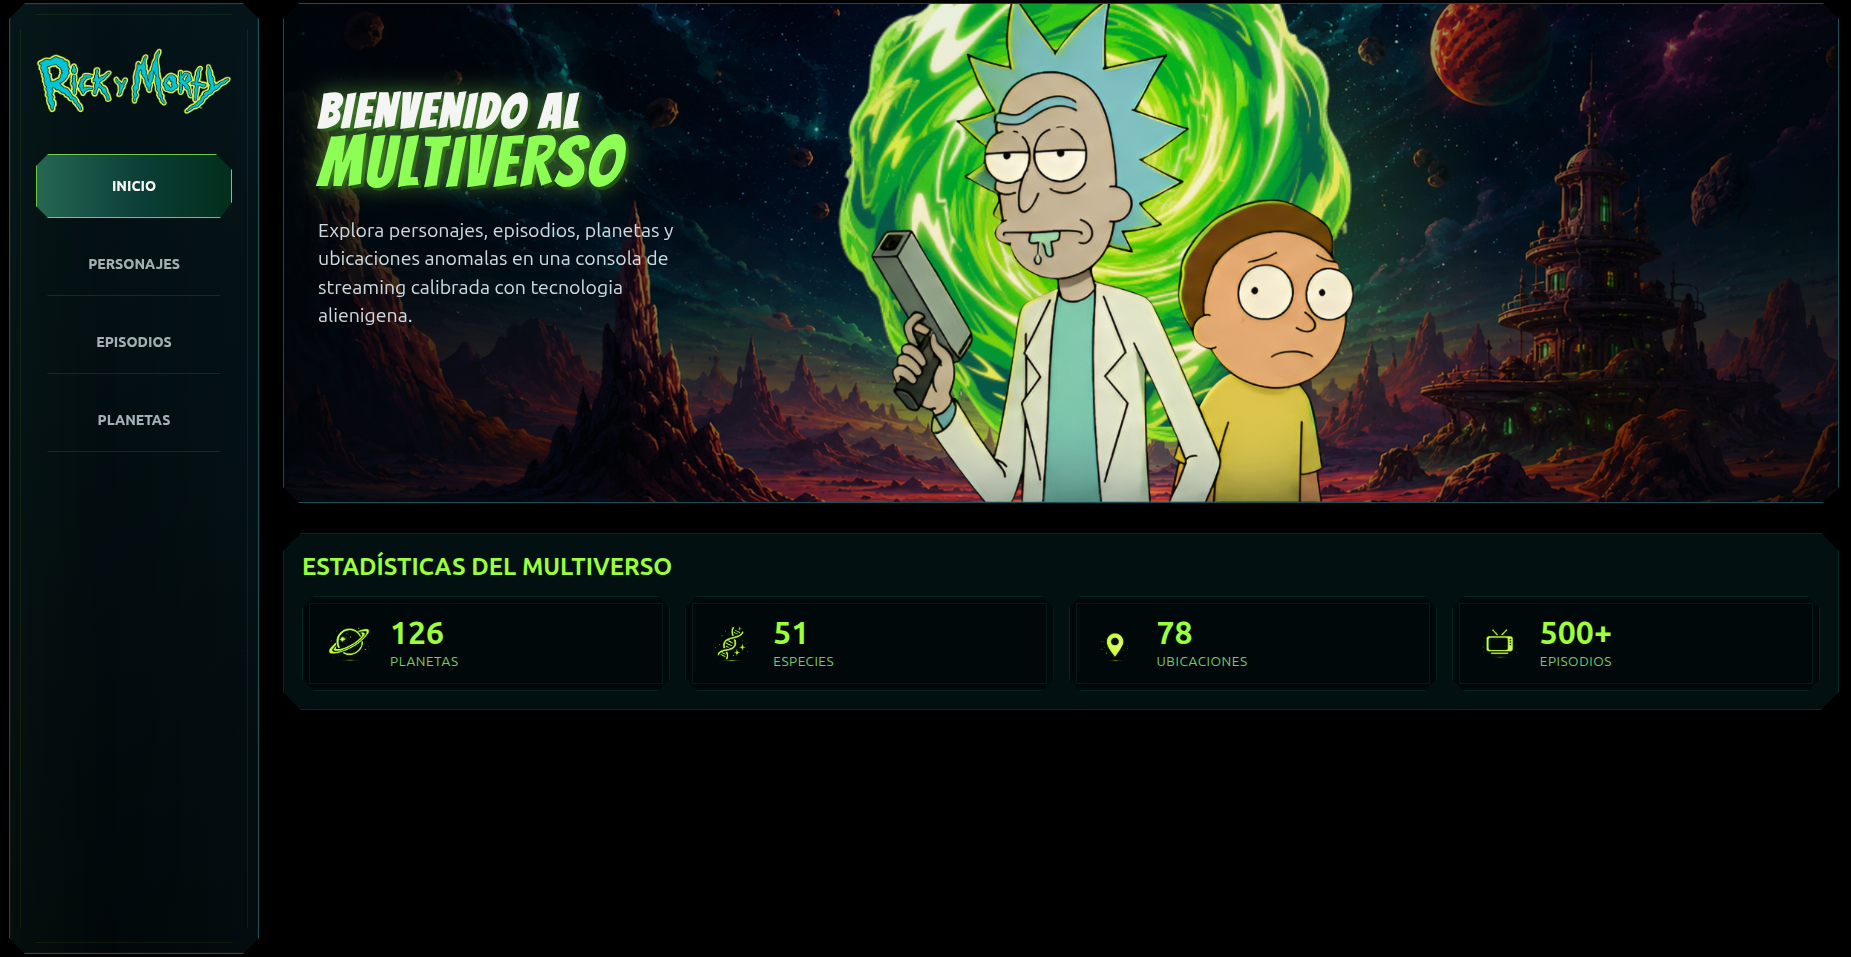 Rick y Morty
INICIO
PERSONAJES
EPISODIOS
PLANETAS
BIENVENIDO AL
MULTIVERSO
Explora personajes, episodios, planetas y
ubicaciones anomalas en una consola de
streaming calibrada con tecnologia
alienigena.
ESTADÍSTICAS DEL MULTIVERSO
126
PLANETAS
51
ESPECIES
78
UBICACIONES
500+
EPISODIOS